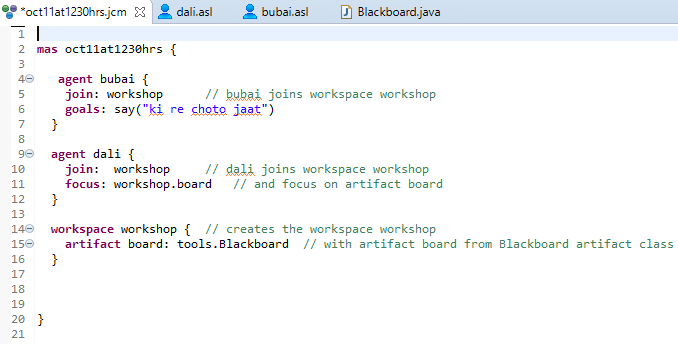 *oct11at1230hrs.jcm dali.asl bubai.asl Blackboard.java
1
2 mas oct11at1230hrs {
3
4 agent bubai {
5 join: workshop // bubai joins workspace workshop
6 goals: say("ki re choto jaat")
7 }
8
9 agent dali {
10 join: workshop // dali joins workspace workshop
11 focus: workshop.board // and focus on artifact board
12 }
13
14 workspace workshop { // creates the workspace workshop
15 artifact board: tools.Blackboard // with artifact board from Blackboard artifact class
16 }
17
18
19
20 }
21